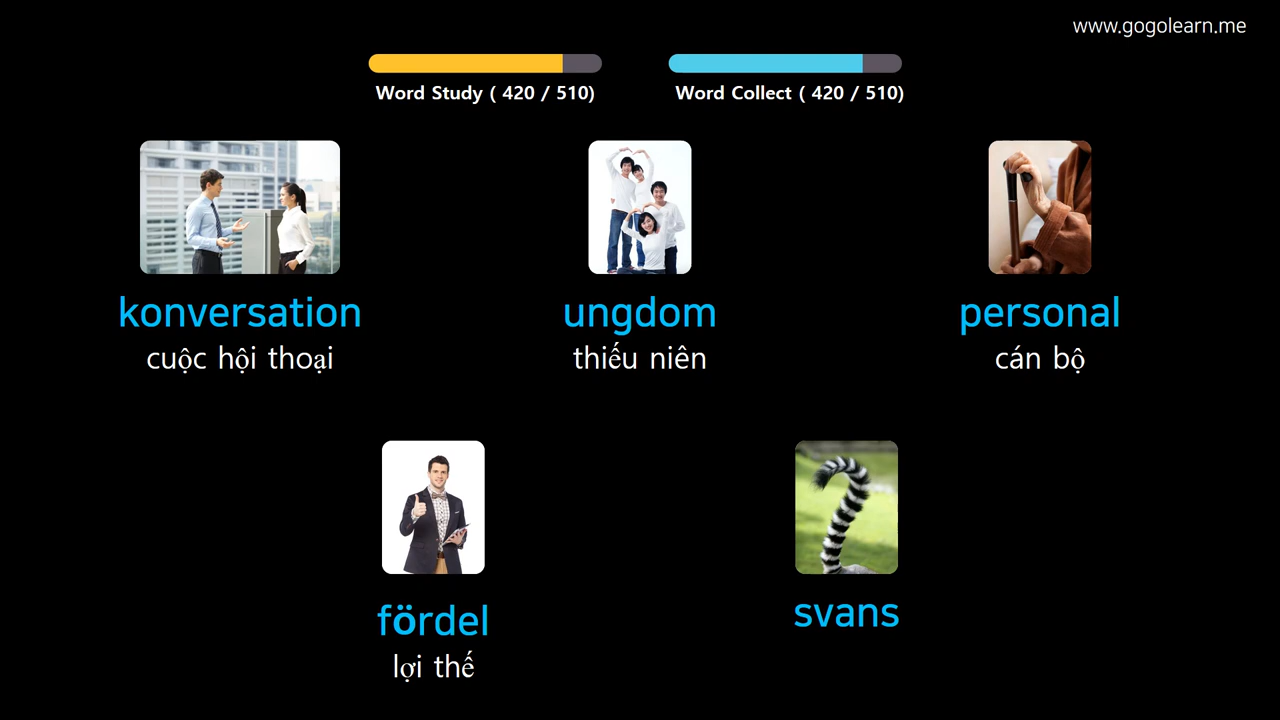 www.gogolearn.me
Word Study ( 420 / 510)
Word Collect ( 420 / 510)
konversation
cuộc hội thoại
ungdom
thiếu niên
personal
cán bộ
fördel
lợi thế
svans